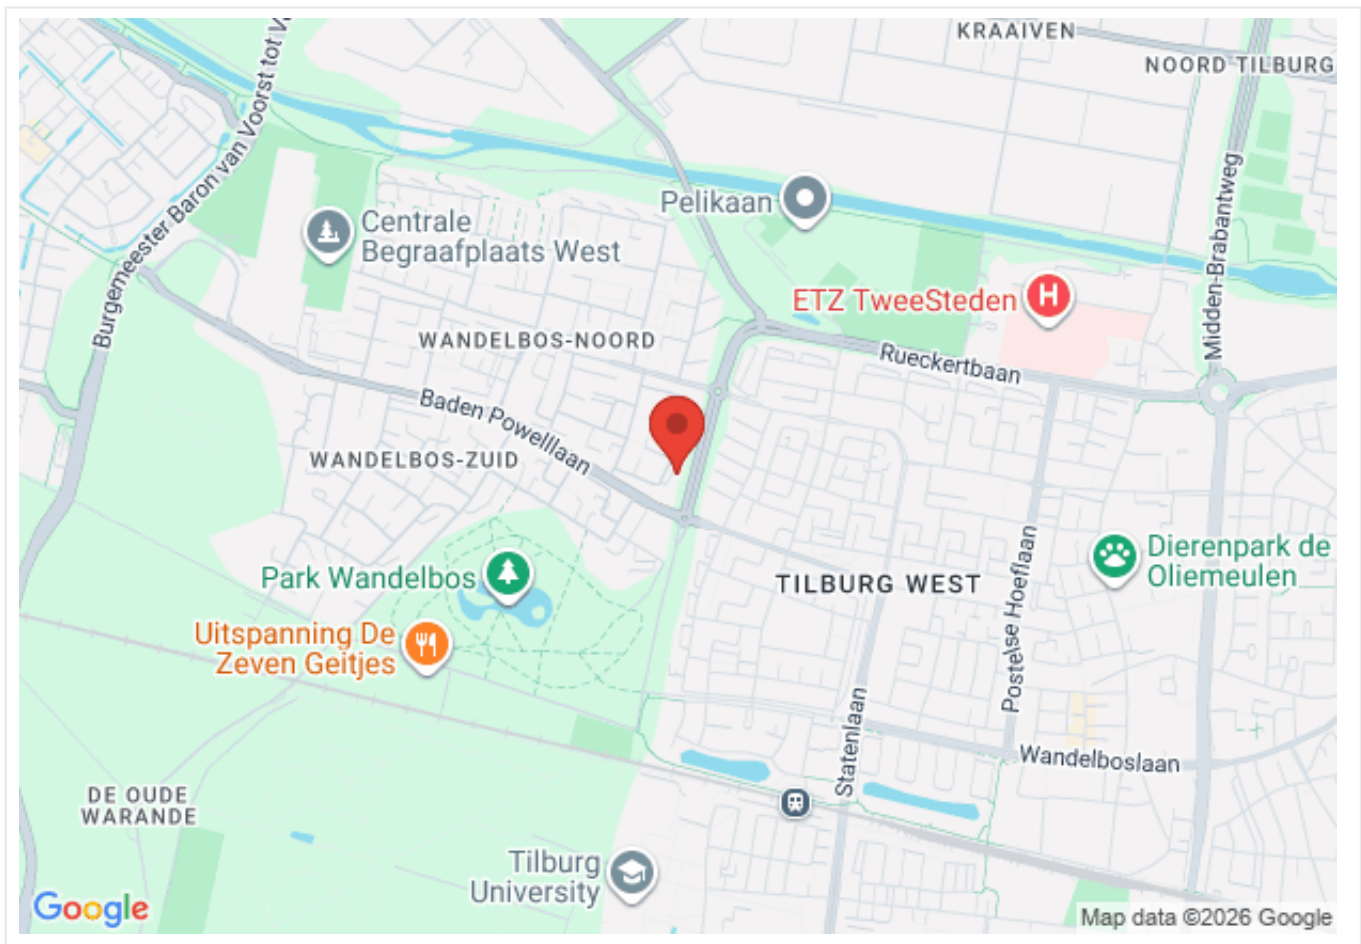 KRAAIVEN
NOORD TILBURG
Burgemeester Baron van Voorst tot V
Midden-Brabantweg
Pelikaan
Centrale
Begraafplaats West
ETZ TweeSteden
H
WANDELBOS-NOORD
Rueckertbaan
Baden Powelllaan
WANDELBOS-ZUID
Postelse Hoeflaan
Dierenpark de
Oliemeulen
Park Wandelbos
TILBURG WEST
Uitspanning De
Zeven Geitjes
Statenlaan
Wandelboslaan
DE OUDE
WARANDE
Tilburg
University
Google
Map data ©2026 Google